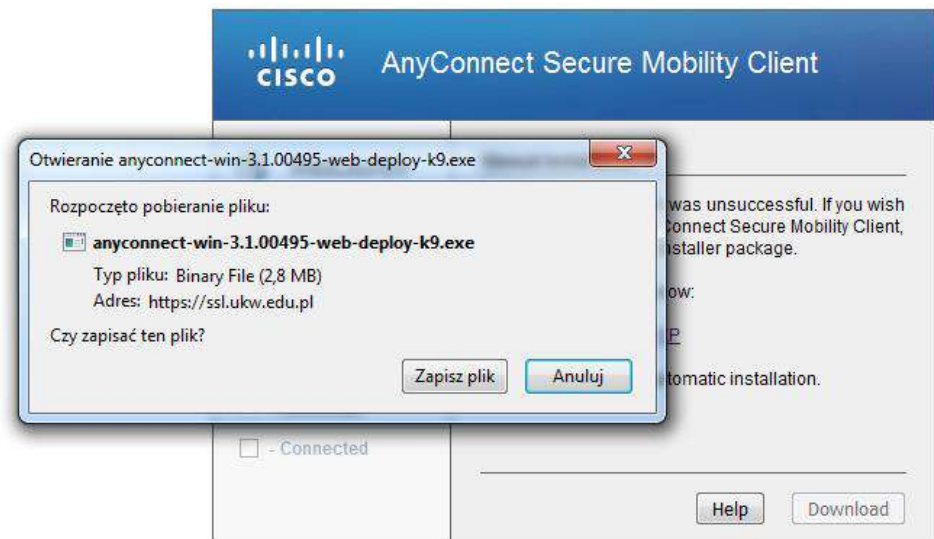 CISCO
AnyConnect Secure Mobility Client
Otwieranie anyconnect-win-3.1.00495-web-deploy-k9.exe
Rozpoczęto pobieranie pliku:
anyconnect-win-3.1.00495-web-deploy-k9.exe
Typ pliku: Binary File (2,8 MB)
Adres: https://ssl.ukw.edu.pl
Czy zapisać ten plik?
Zapisz plik
Anuluj
was unsuccessful. If you wish
Connect Secure Mobility Client,
staller package.
ow:
P
tomatic installation.
- Connected
Help
Download